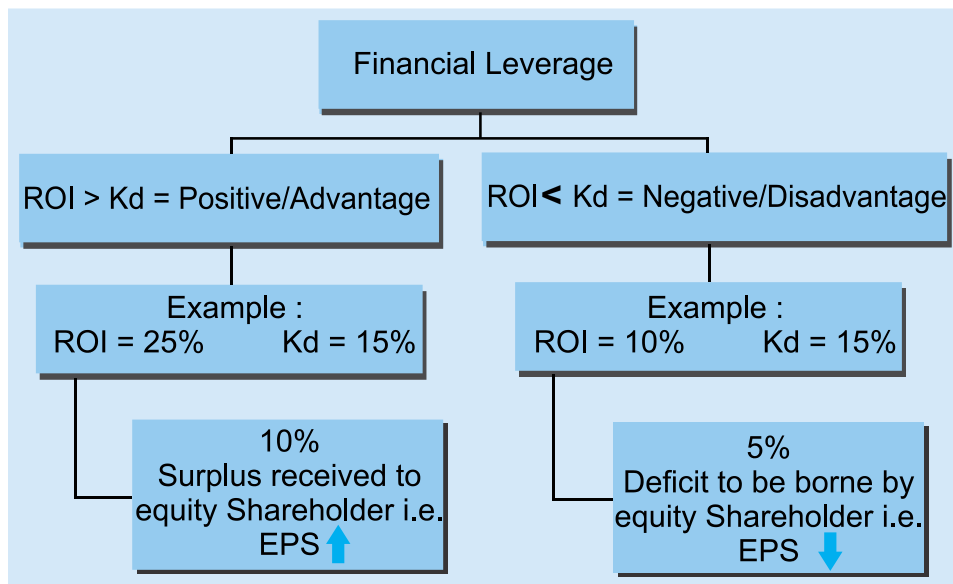 Financial Leverage
ROI > Kd = Positive/Advantage
Example :
ROI = 25% Kd = 15%
10%
Surplus received to
equity Shareholder i.e.
EPS
ROI < Kd = Negative/Disadvantage
Example :
ROI = 10% Kd = 15%
5%
Deficit to be borne by
equity Shareholder i.e.
EPS